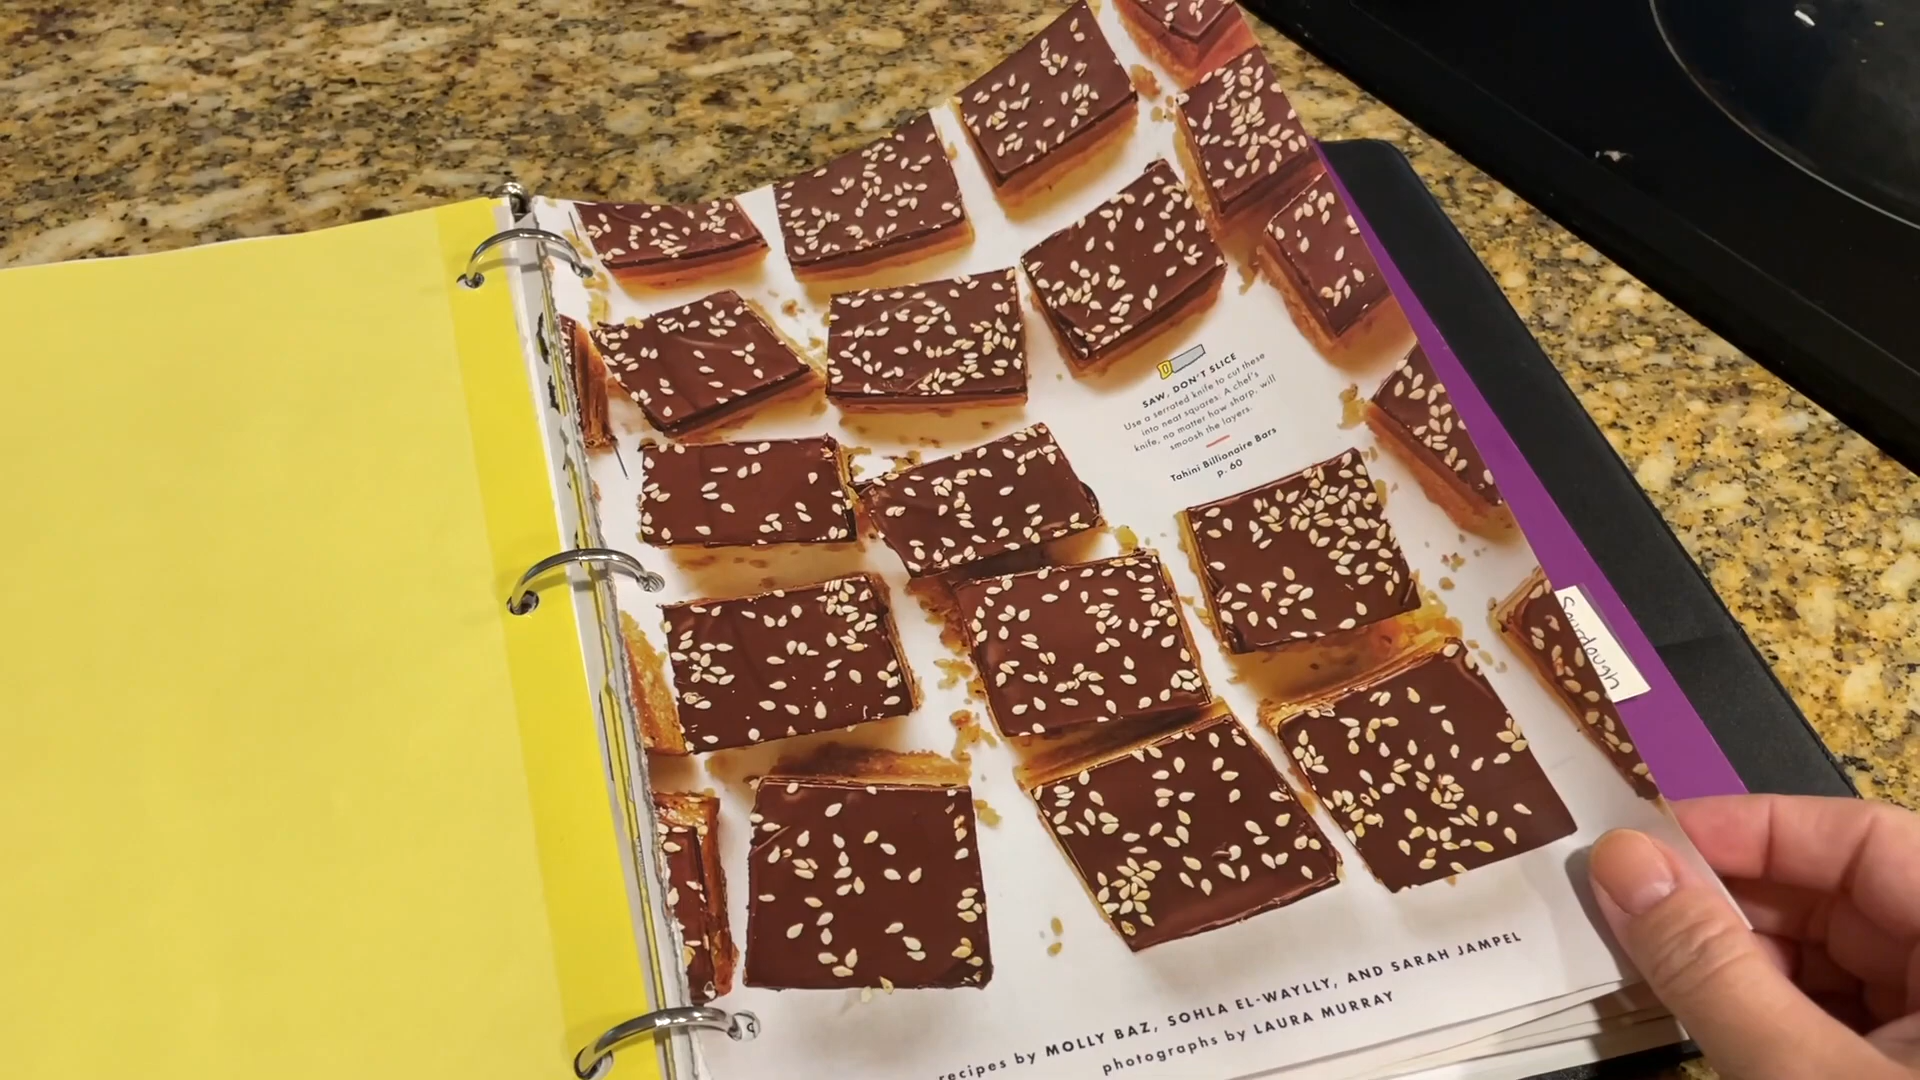 SAW, DON'T SLICE
Use a serrated knife to cut these
into neat squares. A chef's
knife, no matter how sharp, will
smoosh the layers.
Tahini Billionaire Bars
p. 60
Sourdough
recipes by MOLLY BAZ, SOHLA EL-WAYLLY, AND SARAH JAMPEL
photographs by LAURA MURRAY